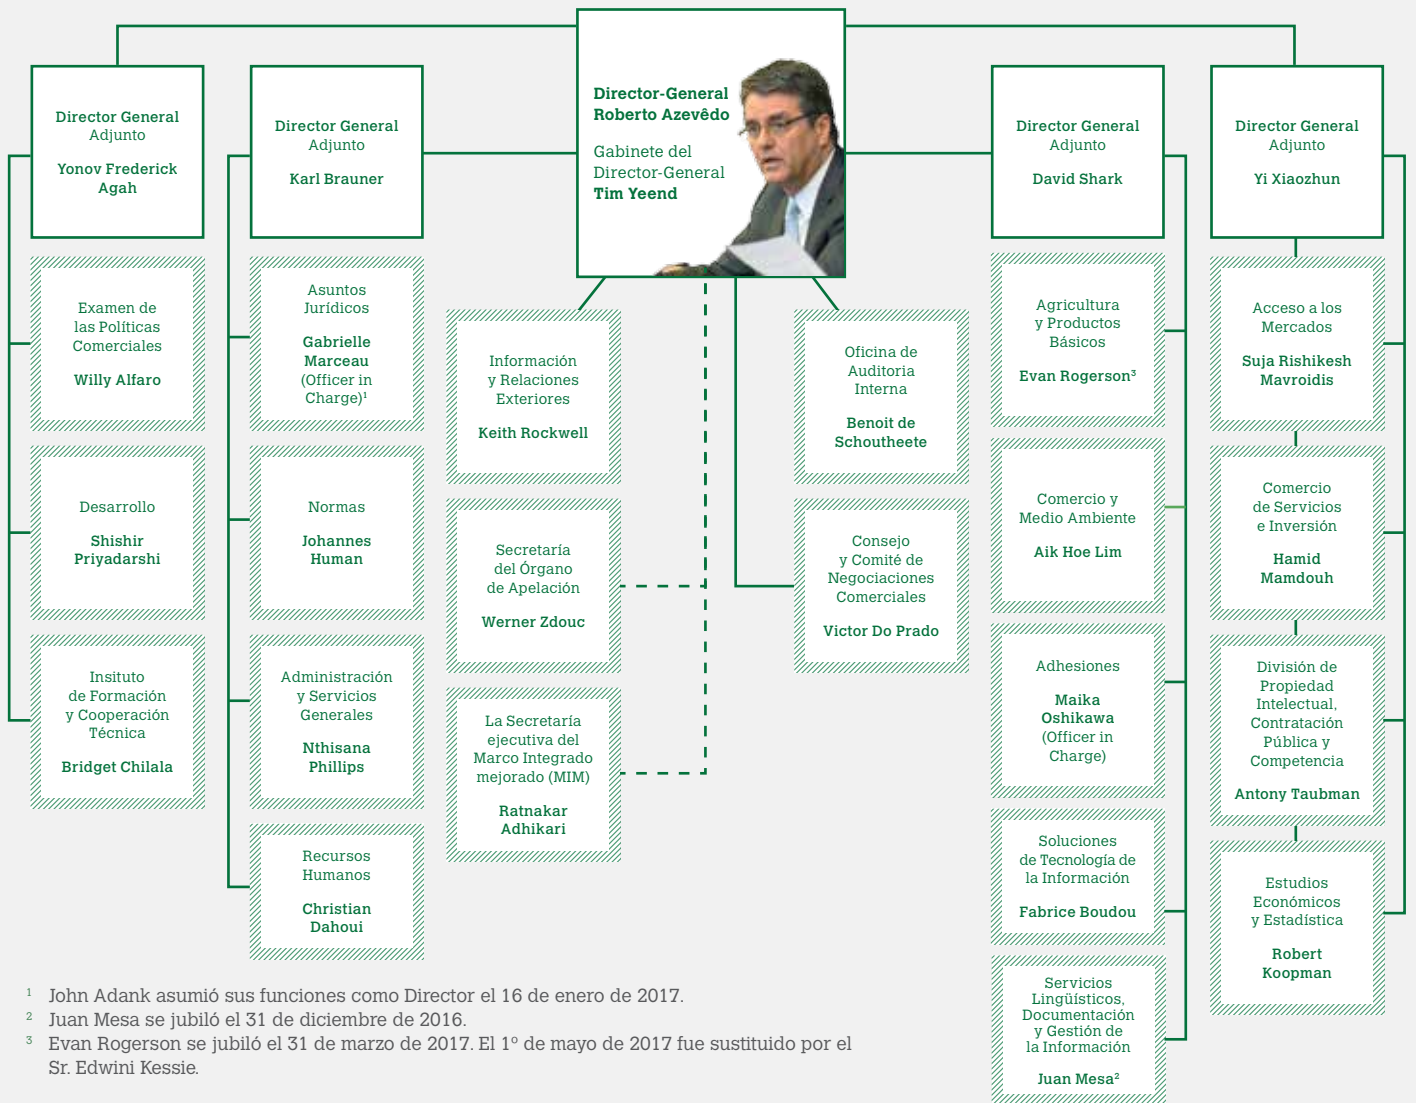 Director-General
Roberto Azevêdo
Gabinete del
Director-General
Tim Yeend
Director General
Adjunto
Yonov Frederick
Agah
Examen de
las Políticas
Comerciales
Willy Alfaro
Desarrollo
Shishir
Priyadarshi
Insituto
de Formación
y Cooperación
Técnica
Bridget Chilala
Director General
Adjunto
Karl Brauner
Asuntos
Jurídicos
Gabrielle
Marceau
(Officer in
Charge)¹
Normas
Johannes
Human
Administración
y Servicios
Generales
Nthisana
Phillips
Recursos
Humanos
Christian
Dahoui
Información
y Relaciones
Exteriores
Keith Rockwell
Secretaría
del Órgano
de Apelación
Werner Zdouc
La Secretaría
ejecutiva del
Marco Integrado
mejorado (MIM)
Ratnakar
Adhikari
Oficina de
Auditoria
Interna
Benoit de
Schoutheete
Consejo
y Comité de
Negociaciones
Comerciales
Victor Do Prado
Director General
Adjunto
David Shark
Agricultura
y Productos
Básicos
Evan Rogerson³
Comercio y
Medio Ambiente
Aik Hoe Lim
Adhesiones
Maika
Oshikawa
(Officer in
Charge)
Soluciones
de Tecnología de
la Información
Fabrice Boudou
Servicios
Lingüísticos,
Documentación
y Gestión de
la Información
Juan Mesa²
Director General
Adjunto
Yi Xiaozhun
Acceso a los
Mercados
Suja Rishikesh
Mavroidis
Comercio
de Servicios
e Inversión
Hamid
Mamdouh
División de
Propiedad
Intelectual,
Contratación
Pública y
Competencia
Antony Taubman
Estudios
Económicos
y Estadística
Robert
Koopman
¹ John Adank asumió sus funciones como Director el 16 de enero de 2017.
² Juan Mesa se jubiló el 31 de diciembre de 2016.
³ Evan Rogerson se jubiló el 31 de marzo de 2017. El 1º de mayo de 2017 fue sustituido por el
Sr. Edwini Kessie.